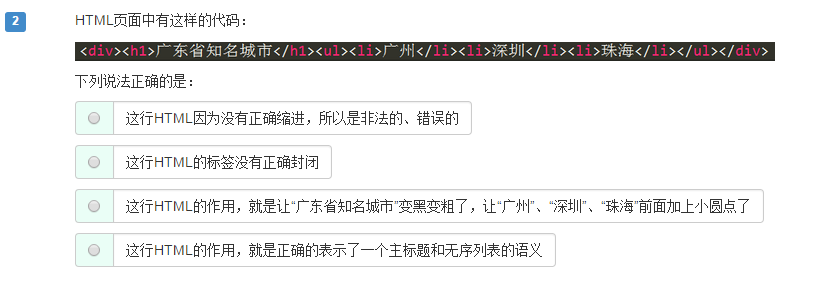 2
HTML页面中有这样的代码：
<div><h1>广东省知名城市</h1><ul><li>广州</li><li>深圳</li><li>珠海</li></ul></div>
下列说法正确的是：
这行HTML因为没有正确缩进，所以是非法的、错误的
这行HTML的标签没有正确封闭
这行HTML的作用，就是让“广东省知名城市”变黑变粗了，让“广州”、“深圳”、“珠海”前面加上小圆点了
这行HTML的作用，就是正确的表示了一个主标题和无序列表的语义